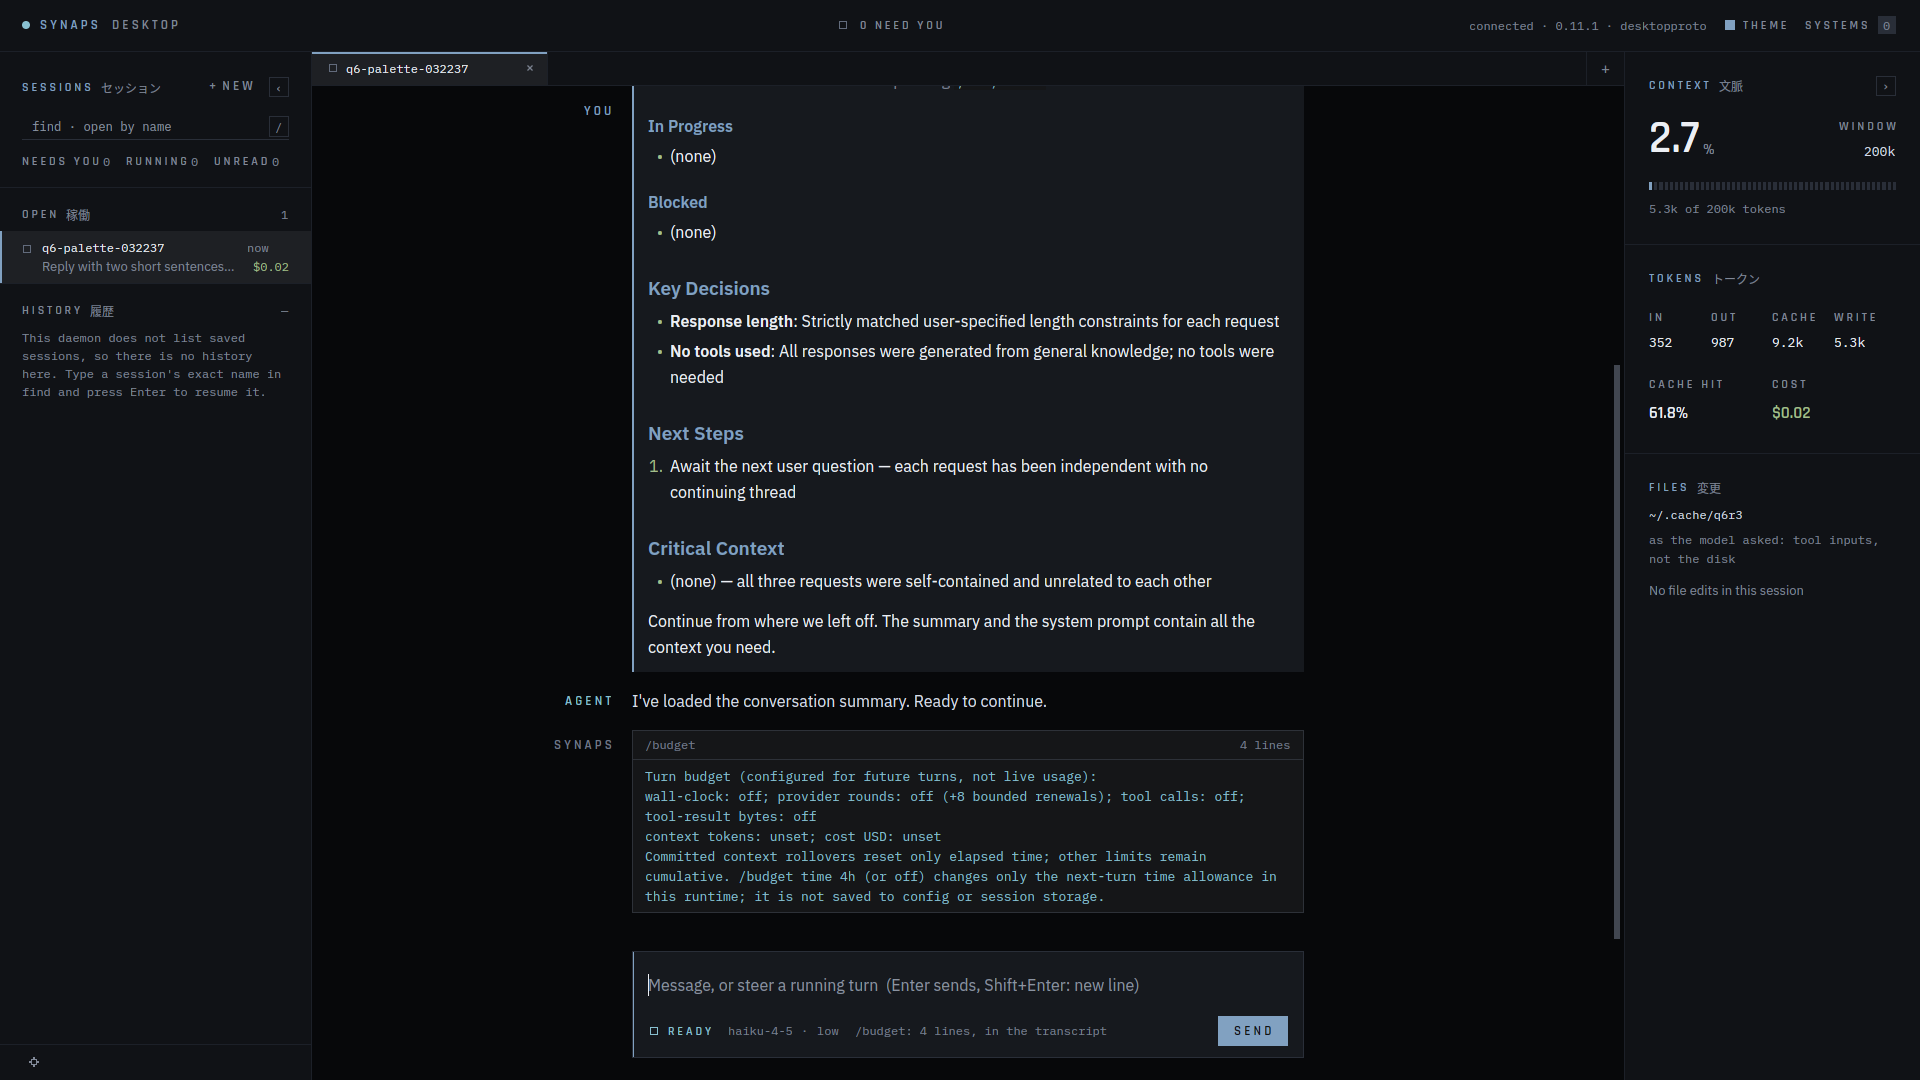 SYNAPS DESKTOP
0 NEED YOU
connected · 0.11.1 · desktopproto
THEME
SYSTEMS 0
SESSIONS セッション
+ NEW
‹
find · open by name
/
NEEDS YOU 0 RUNNING 0 UNREAD 0
OPEN 稼働
1
q6-palette-032237
now
Reply with two short sentences...
$0.02
HISTORY 履歴
—
This daemon does not list saved
sessions, so there is no history
here. Type a session's exact name in
find and press Enter to resume it.
q6-palette-032237
×
+
YOU
In Progress
• (none)
Blocked
• (none)
Key Decisions
• Response length: Strictly matched user-specified length constraints for each request
• No tools used: All responses were generated from general knowledge; no tools were
needed
Next Steps
1. Await the next user question — each request has been independent with no
continuing thread
Critical Context
• (none) — all three requests were self-contained and unrelated to each other
Continue from where we left off. The summary and the system prompt contain all the
context you need.
AGENT
I've loaded the conversation summary. Ready to continue.
SYNAPS
/budget
4 lines
Turn budget (configured for future turns, not live usage):
wall-clock: off; provider rounds: off (+8 bounded renewals); tool calls: off;
tool-result bytes: off
context tokens: unset; cost USD: unset
Committed context rollovers reset only elapsed time; other limits remain
cumulative. /budget time 4h (or off) changes only the next-turn time allowance in
this runtime; it is not saved to config or session storage.
Message, or steer a running turn (Enter sends, Shift+Enter: new line)
READY
haiku-4-5 · low
/budget: 4 lines, in the transcript
SEND
CONTEXT 文脈
›
2.7 %
WINDOW
200k
5.3k of 200k tokens
TOKENS トークン
IN OUT CACHE WRITE
352 987 9.2k 5.3k
CACHE HIT COST
61.8% $0.02
FILES 変更
~/.cache/q6r3
as the model asked: tool inputs,
not the disk
No file edits in this session